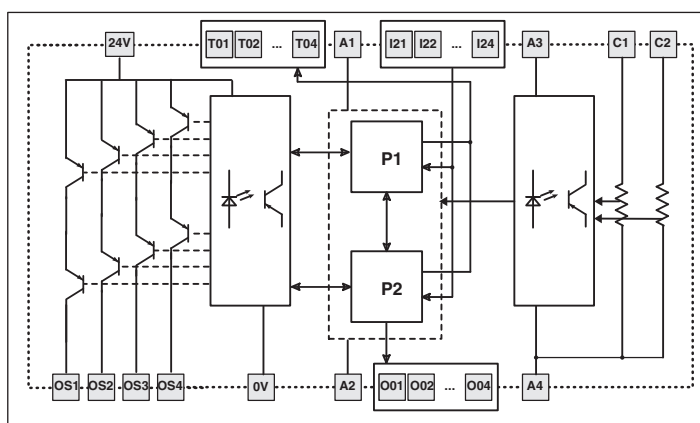 24V T01 T02 ... T04 A1 I21 I22 ... I24 A3 C1 C2
P1
P2
OS1 OS2 OS3 OS4 0V A2 O01 O02 ... O04 A4